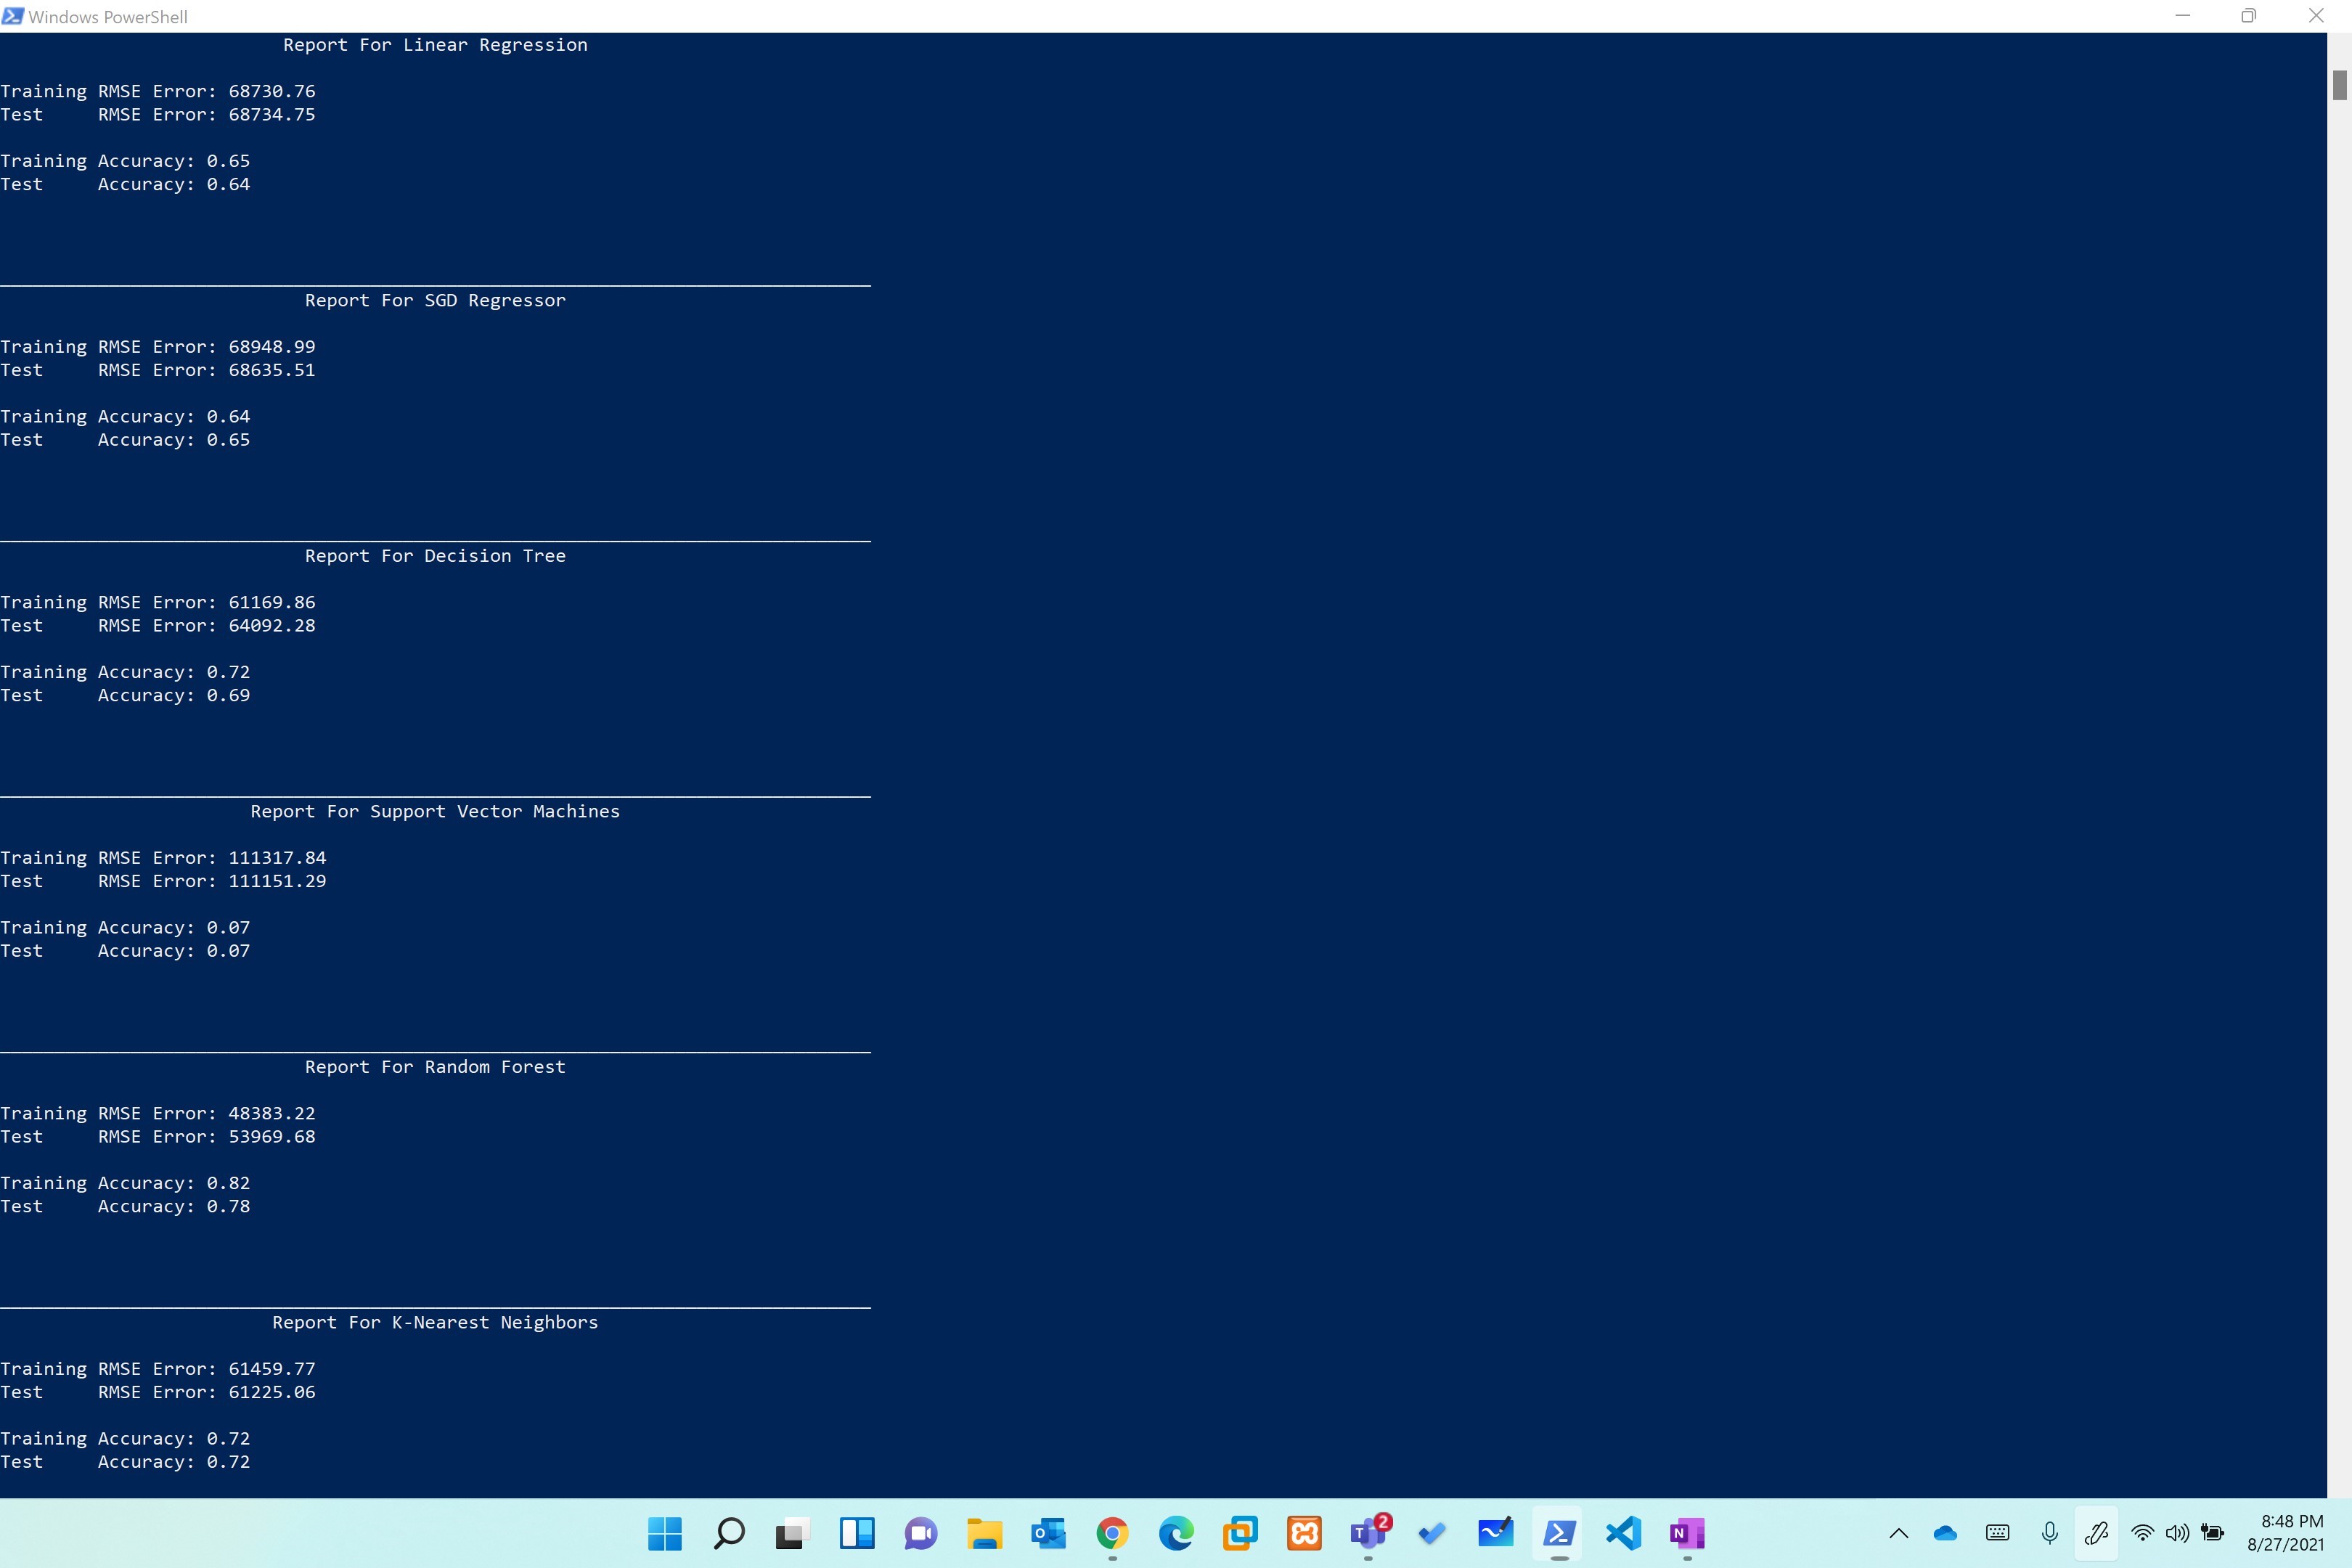 Windows PowerShell
Report For Linear Regression
Training RMSE Error: 68730.76
Test     RMSE Error: 68734.75
Training Accuracy: 0.65
Test     Accuracy: 0.64
Report For SGD Regressor
Training RMSE Error: 68948.99
Test     RMSE Error: 68635.51
Training Accuracy: 0.64
Test     Accuracy: 0.65
Report For Decision Tree
Training RMSE Error: 61169.86
Test     RMSE Error: 64092.28
Training Accuracy: 0.72
Test     Accuracy: 0.69
Report For Support Vector Machines
Training RMSE Error: 111317.84
Test     RMSE Error: 111151.29
Training Accuracy: 0.07
Test     Accuracy: 0.07
Report For Random Forest
Training RMSE Error: 48383.22
Test     RMSE Error: 53969.68
Training Accuracy: 0.82
Test     Accuracy: 0.78
Report For K-Nearest Neighbors
Training RMSE Error: 61459.77
Test     RMSE Error: 61225.06
Training Accuracy: 0.72
Test     Accuracy: 0.72
2
8:48 PM
8/27/2021